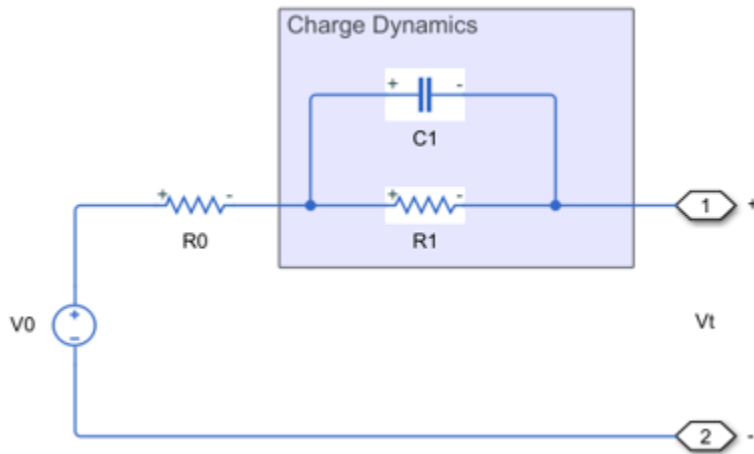 Charge Dynamics
+ -
C1
+ - + - +
R0 R1 1
V0 + - Vt
2 -